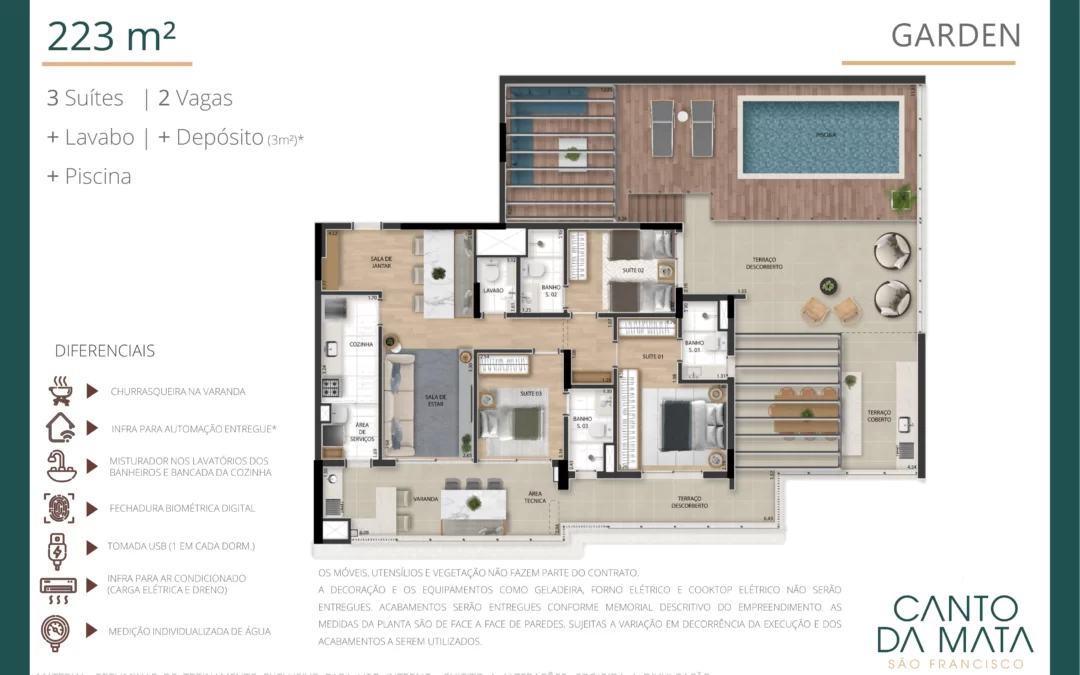 223 m²
GARDEN
3 Suítes | 2 Vagas
+ Lavabo | + Depósito (3m²)*
+ Piscina
PISCINA
SALA DE
JANTAR
LAVABO
BANHO
S. 02
SUÍTE 02
TERRAÇO
DESCOBERTO
COZINHA
SUÍTE 01
BANHO
S. 01
SALA DE
ESTAR
SUÍTE 03
BANHO
S. 03
ÁREA
DE
SERVIÇOS
TERRAÇO
COBERTO
VARANDA
ÁREA
TÉCNICA
TERRAÇO
DESCOBERTO
DIFERENCIAIS
CHURRASQUEIRA NA VARANDA
INFRA PARA AUTOMAÇÃO ENTREGUE*
MISTURADOR NOS LAVATÓRIOS DOS
BANHEIROS E BANCADA DA COZINHA
FECHADURA BIOMÉTRICA DIGITAL
TOMADA USB (1 EM CADA DORM.)
INFRA PARA AR CONDICIONADO
(CARGA ELÉTRICA E DRENO)
MEDIÇÃO INDIVIDUALIZADA DE ÁGUA
OS MÓVEIS, UTENSÍLIOS E VEGETAÇÃO NÃO FAZEM PARTE DO CONTRATO.
A DECORAÇÃO E OS EQUIPAMENTOS COMO GELADEIRA, FORNO ELÉTRICO E COOKTOP ELÉTRICO NÃO SERÃO
ENTREGUES. ACABAMENTOS SERÃO ENTREGUES CONFORME MEMORIAL DESCRITIVO DO EMPREENDIMENTO. AS
MEDIDAS DA PLANTA SÃO DE FACE A FACE DE PAREDES, SUJEITAS A VARIAÇÃO EM DECORRÊNCIA DA EXECUÇÃO E DOS
ACABAMENTOS A SEREM UTILIZADOS.
CANTO
DA MATA
SÃO FRANCISCO